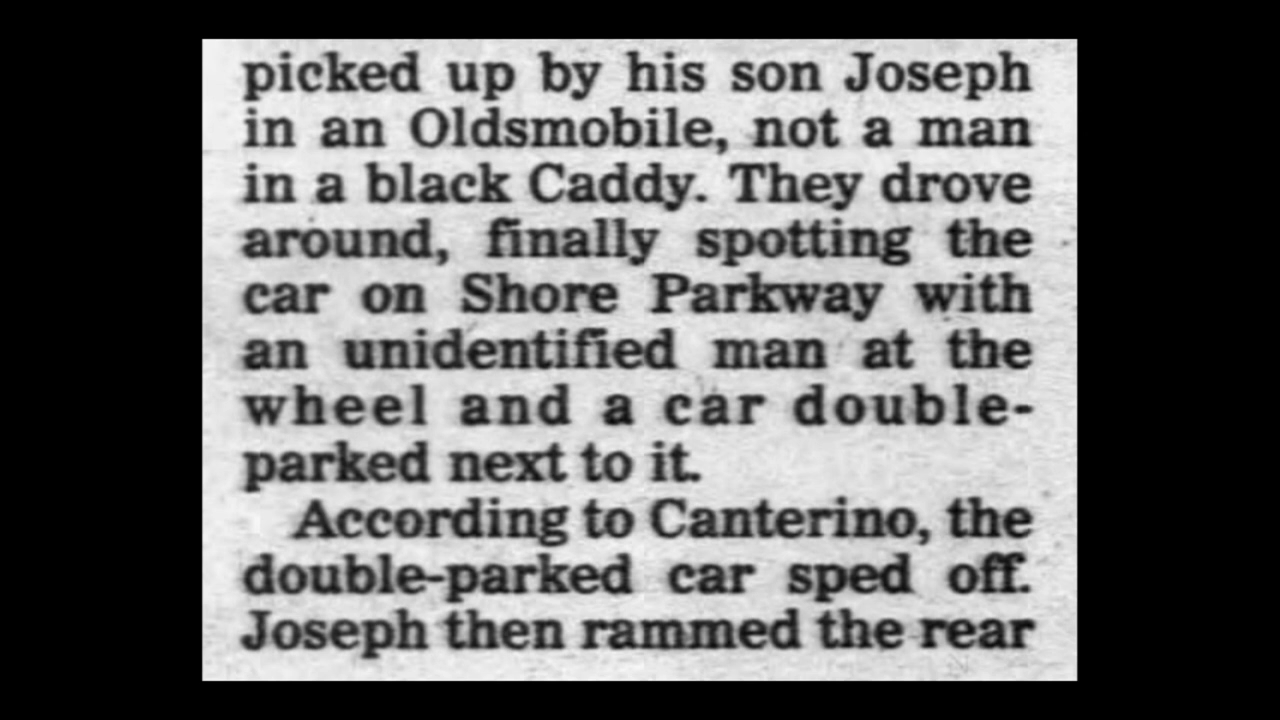 picked up by his son Joseph
in an Oldsmobile, not a man
in a black Caddy. They drove
around, finally spotting the
car on Shore Parkway with
an unidentified man at the
wheel and a car double-
parked next to it.
According to Canterino, the
double-parked car sped off.
Joseph then rammed the rear